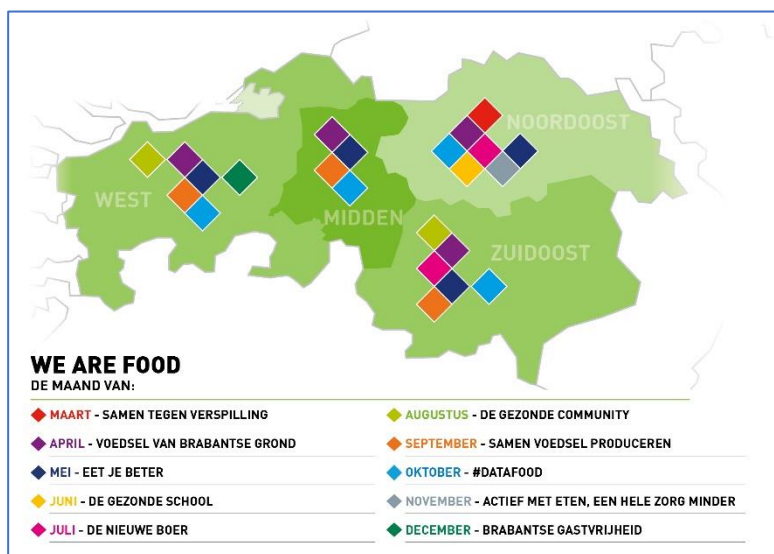 NOORDOOST
WEST
MIDDEN
ZUIDOOST
WE ARE FOOD
DE MAAND VAN:
MAART - SAMEN TEGEN VERSPILLING
APRIL - VOEDSEL VAN BRABANTSE GROND
MEI - EET JE BETER
JUNI - DE GEZONDE SCHOOL
JULI - DE NIEUWE BOER
AUGUSTUS - DE GEZONDE COMMUNITY
SEPTEMBER - SAMEN VOEDSEL PRODUCEREN
OKTOBER - #DATAFOOD
NOVEMBER - ACTIEF MET ETEN, EEN HELE ZORG MINDER
DECEMBER - BRABANTSE GASTVRIJHEID